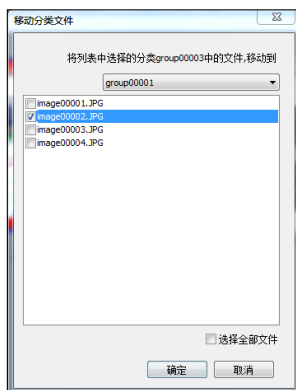 移动分类文件
将列表中选择的分类group00003中的文件,移动到
group00001
image00001.JPG
image00002.JPG
image00003.JPG
image00004.JPG
选择全部文件
确定
取消